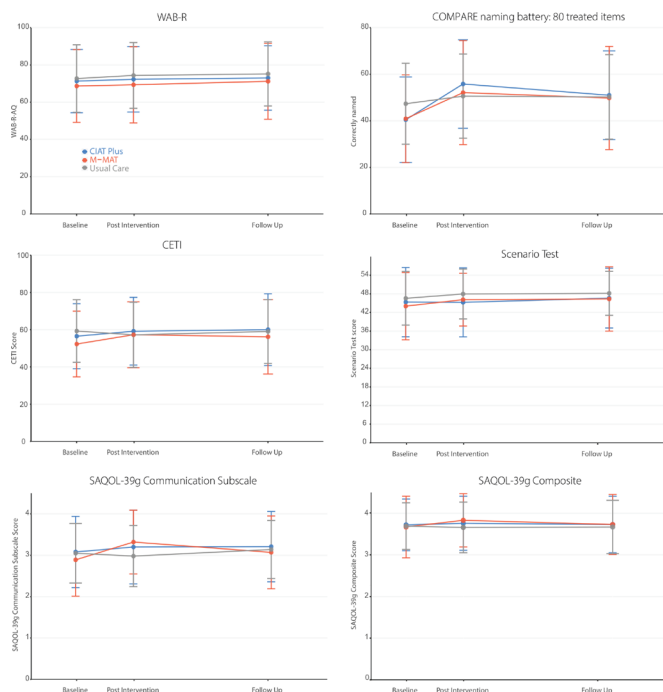 WAB-R
100
80
60
40
20
0
WAB-R-AQ
CIAT Plus
M-MAT
Usual Care
Baseline
Post Intervention
Follow Up
COMPARE naming battery: 80 treated items
80
60
40
20
0
Correctly named
Baseline
Post Intervention
Follow Up
CETI
100
80
60
40
20
0
CETI Score
Baseline
Post Intervention
Follow Up
Scenario Test
54
48
42
36
30
24
18
12
6
0
Scenario Test score
Baseline
Post Intervention
Follow Up
SAQOL-39g Communication Subscale
4
3
2
1
0
SAQOL-39g Communication Subscale Score
Baseline
Post Intervention
Follow Up
SAQOL-39g Composite
4
3
2
1
0
SAQOL-39g Composite Score
Baseline
Post Intervention
Follow Up